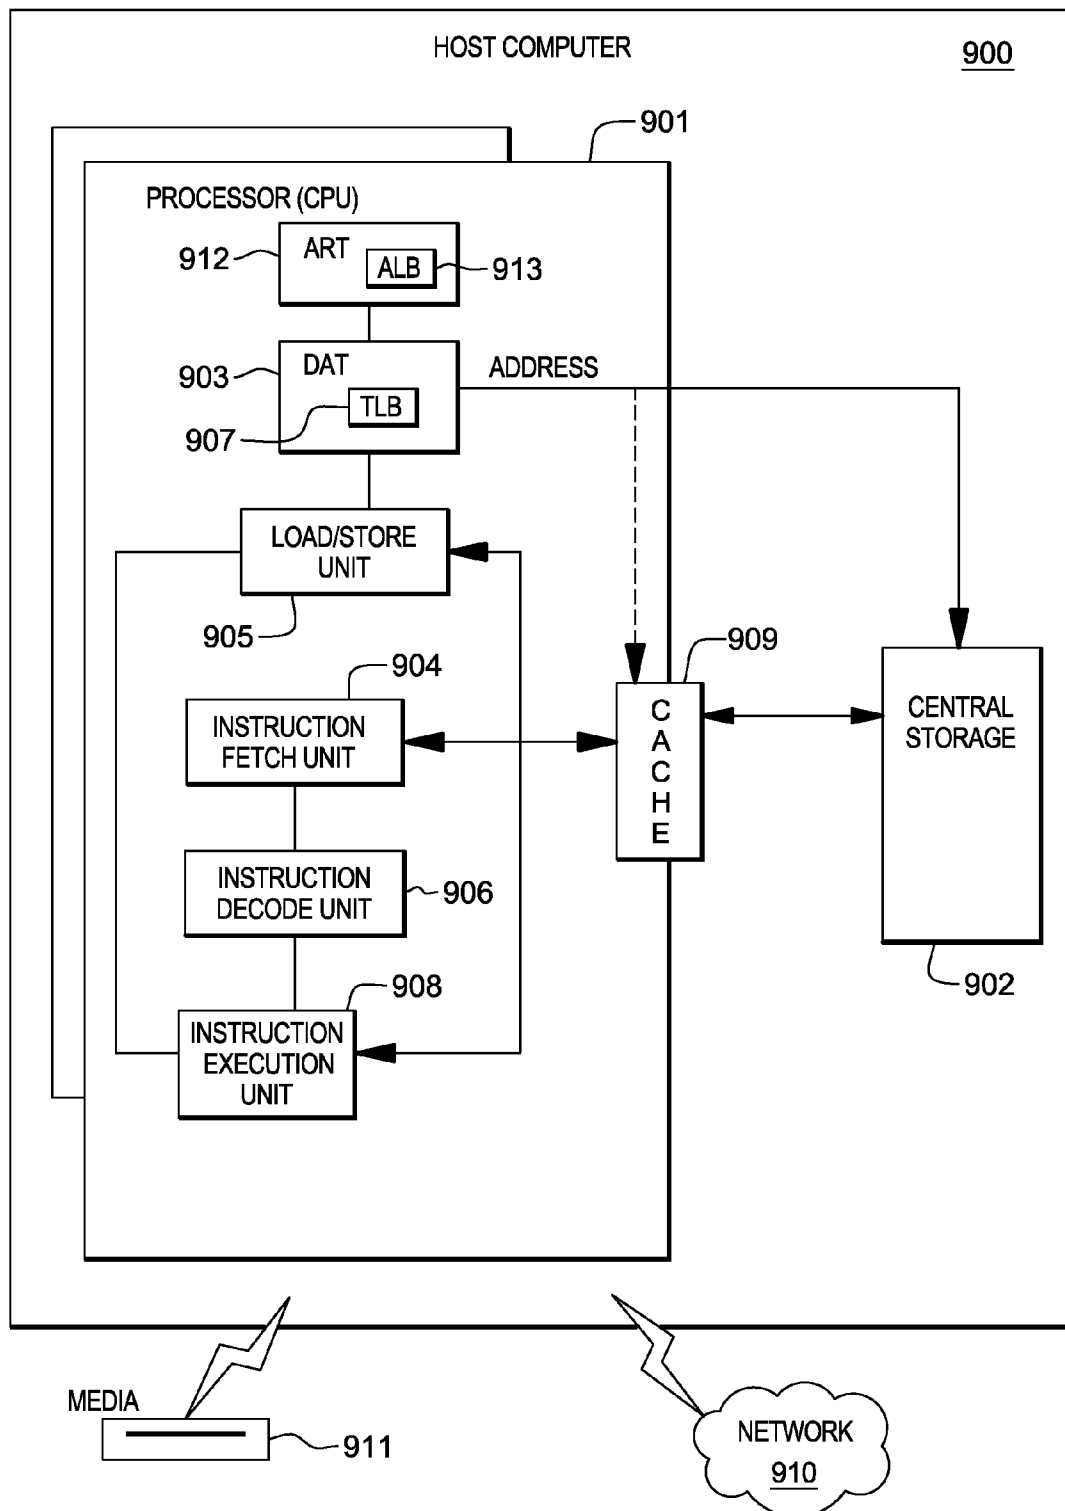 HOST COMPUTER
900
901
PROCESSOR (CPU)
ART
912
ALB
913
DAT
903
ADDRESS
TLB
907
LOAD/STORE
UNIT
905
904
909
INSTRUCTION
FETCH UNIT
C
A
C
H
E
CENTRAL
STORAGE
INSTRUCTION
DECODE UNIT
906
908
902
INSTRUCTION
EXECUTION
UNIT
MEDIA
911
NETWORK
910